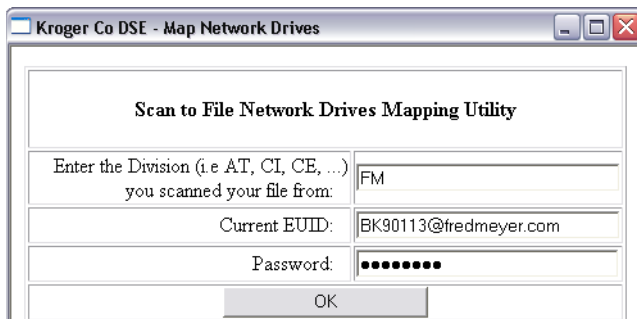 Kroger Co DSE - Map Network Drives
Scan to File Network Drives Mapping Utility
Enter the Division (i.e AT, CI, CE, ...)
you scanned your file from:
FM
Current EUID:
BK90113@fredmeyer.com
Password:
●●●●●●●●
OK